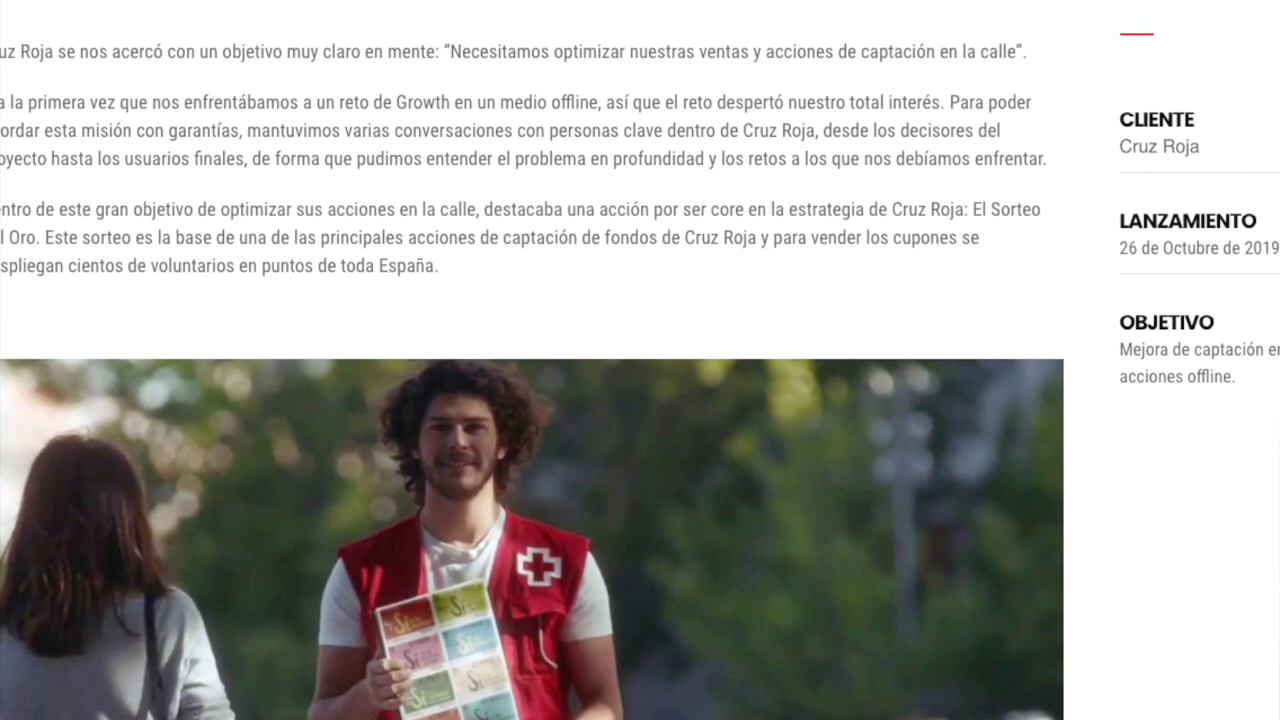 uz Roja se nos acercó con un objetivo muy claro en mente: “Necesitamos optimizar nuestras ventas y acciones de captación en la calle”.
a la primera vez que nos enfrentábamos a un reto de Growth en un medio offline, así que el reto despertó nuestro total interés. Para poder
ordar esta misión con garantías, mantuvimos varias conversaciones con personas clave dentro de Cruz Roja, desde los decisores del
oyecto hasta los usuarios finales, de forma que pudimos entender el problema en profundidad y los retos a los que nos debíamos enfrentar.
entro de este gran objetivo de optimizar sus acciones en la calle, destacaba una acción por ser core en la estrategia de Cruz Roja: El Sorteo
l Oro. Este sorteo es la base de una de las principales acciones de captación de fondos de Cruz Roja y para vender los cupones se
spliegan cientos de voluntarios en puntos de toda España.
CLIENTE
Cruz Roja
LANZAMIENTO
26 de Octubre de 2019
OBJETIVO
Mejora de captación en
acciones offline.
Sí
Sí
Sí
Sí
Sí
Sí